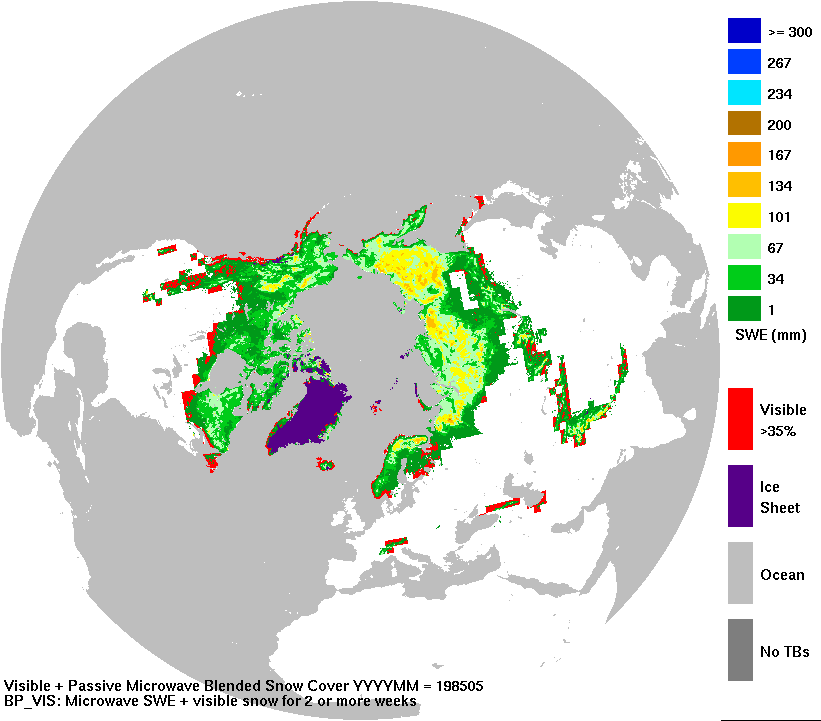 >= 300
267
234
200
167
134
101
67
34
1
SWE (mm)
Visible
>35%
Ice
Sheet
Ocean
No TBs
Visible + Passive Microwave Blended Snow Cover YYYYMM = 198505
BP_VIS: Microwave SWE + visible snow for 2 or more weeks